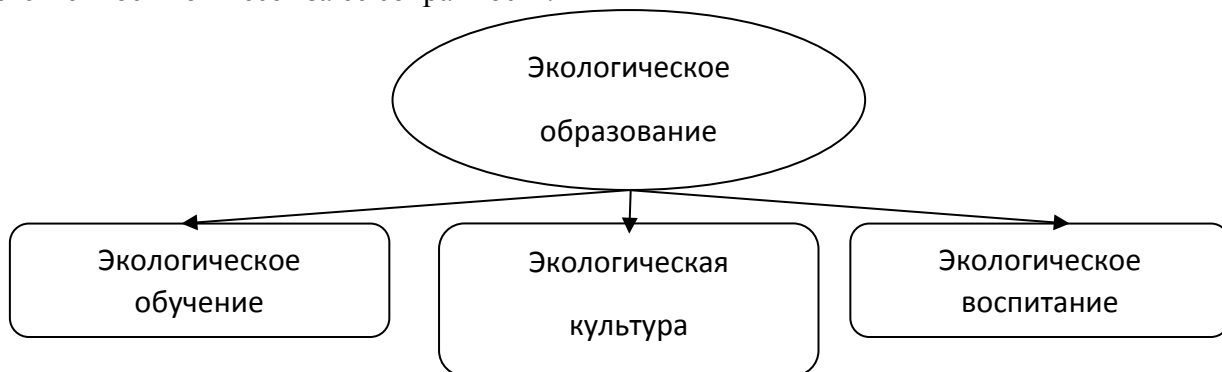 Экологическое
образование
Экологическое
обучение
Экологическая
культура
Экологическое
воспитание